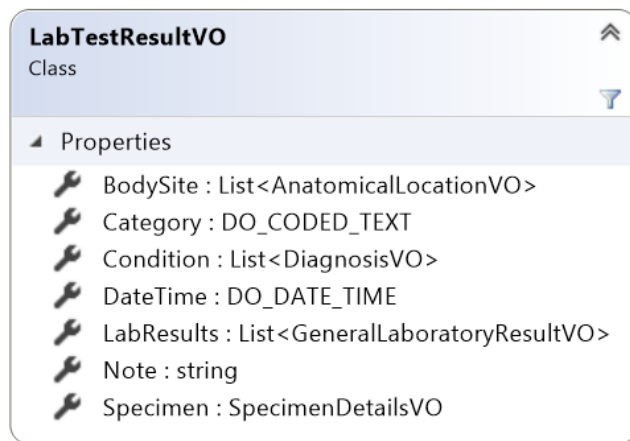 LabTestResultVO
Class
Properties
BodySite : List<AnatomicalLocationVO>
Category : DO_CODED_TEXT
Condition : List<DiagnosisVO>
DateTime : DO_DATE_TIME
LabResults : List<GeneralLaboratoryResultVO>
Note : string
Specimen : SpecimenDetailsVO